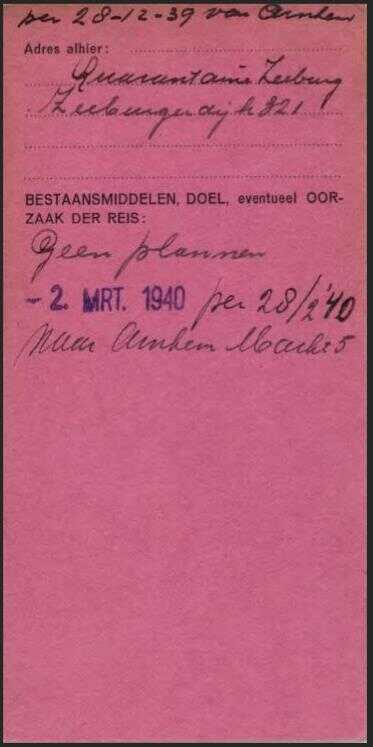 per 28-12-39 van Arnhem
Adres alhier:
Quarantaine Zeeburg
Zeeburgerdijk 321
BESTAANSMIDDELEN, DOEL, eventueel OOR-
ZAAK DER REIS:
Geen plannen
- 2. MRT. 1940 per 28/2'40
Naar Arnhem Markt 5